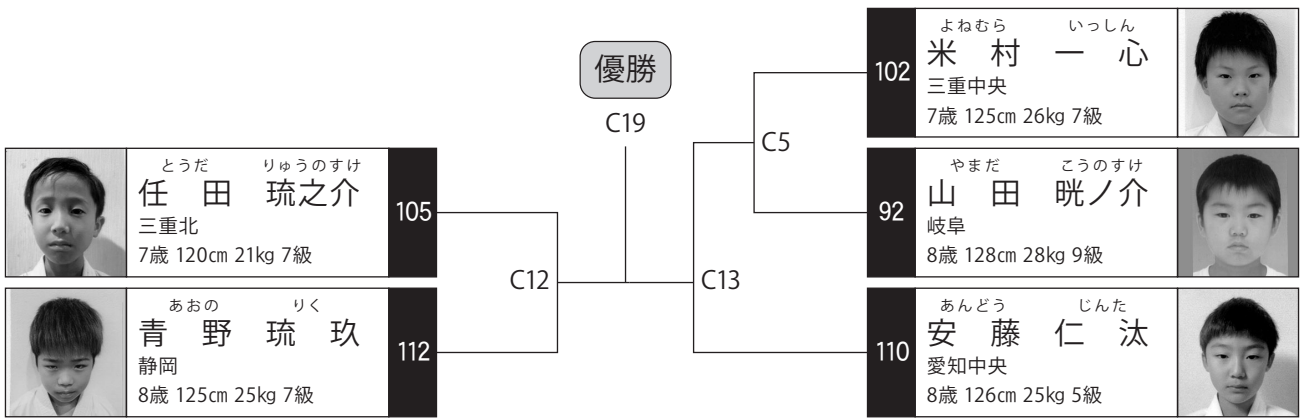 優勝
C19
とうだ りゅうのすけ
任田 琉之介
三重北
7歳 120㎝ 21kg 7級
105
あおの りく
青野 琉玖
静岡
8歳 125㎝ 25kg 7級
112
C12
C13
C5
102
よねむら いっしん
米村 一心
三重中央
7歳 125㎝ 26kg 7級
92
やまだ こうのすけ
山田 晄ノ介
岐阜
8歳 128㎝ 28kg 9級
110
あんどう じんた
安藤 仁汰
愛知中央
8歳 126㎝ 25kg 5級